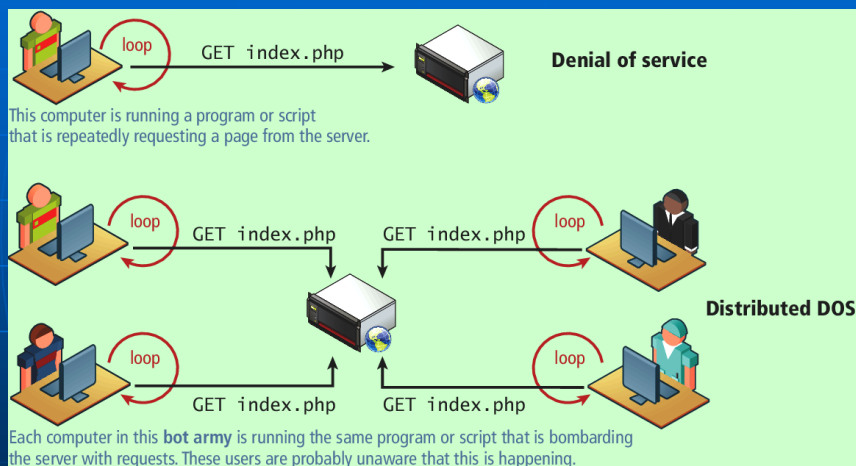 loop
GET index.php
Denial of service
This computer is running a program or script
that is repeatedly requesting a page from the server.
loop
GET index.php
GET index.php
loop
Distributed DOS
loop
GET index.php
GET index.php
loop
Each computer in this bot army is running the same program or script that is bombarding
the server with requests. These users are probably unaware that this is happening.